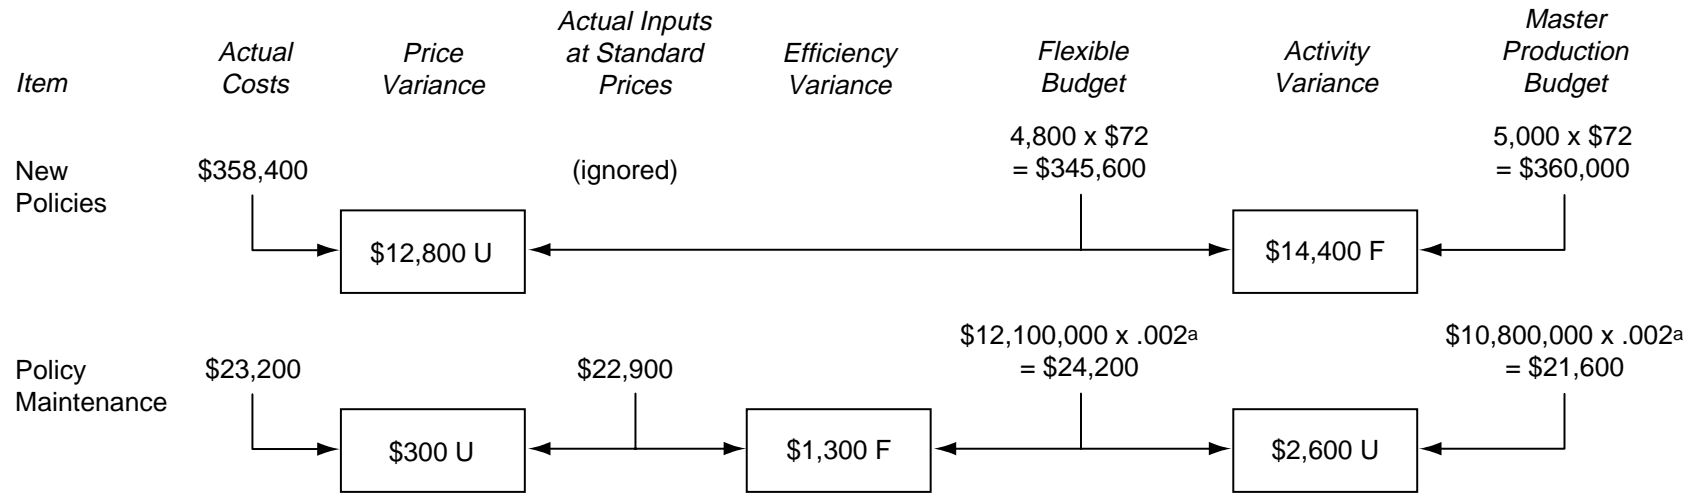 Item
Actual
Costs
Price
Variance
Actual Inputs
at Standard
Prices
Efficiency
Variance
Flexible
Budget
Activity
Variance
Master
Production
Budget
New
Policies
$358,400
(ignored)
4,800 x $72
= $345,600
5,000 x $72
= $360,000
$12,800 U
$14,400 F
Policy
Maintenance
$23,200
$22,900
$12,100,000 x .002a
= $24,200
$10,800,000 x .002a
= $21,600
$300 U
$1,300 F
$2,600 U